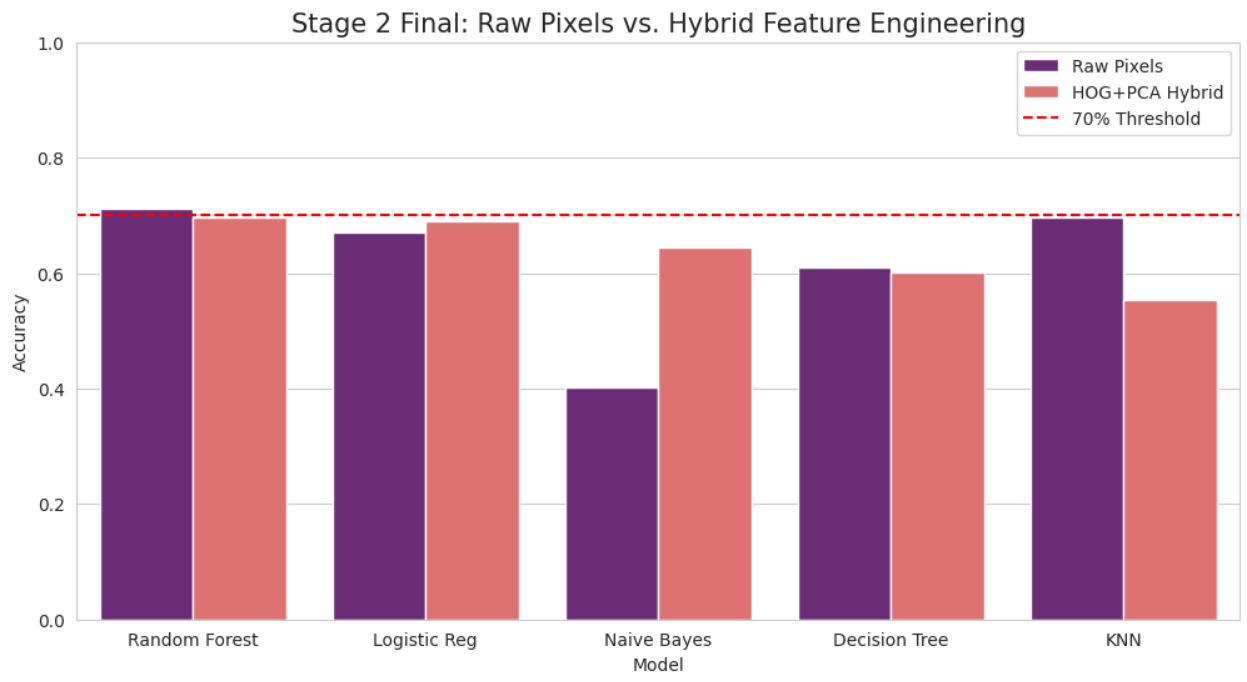 Stage 2 Final: Raw Pixels vs. Hybrid Feature Engineering
Raw Pixels
HOG+PCA Hybrid
70% Threshold
Accuracy
1.0
0.8
0.6
0.4
0.2
0.0
Random Forest
Logistic Reg
Naive Bayes
Decision Tree
KNN
Model